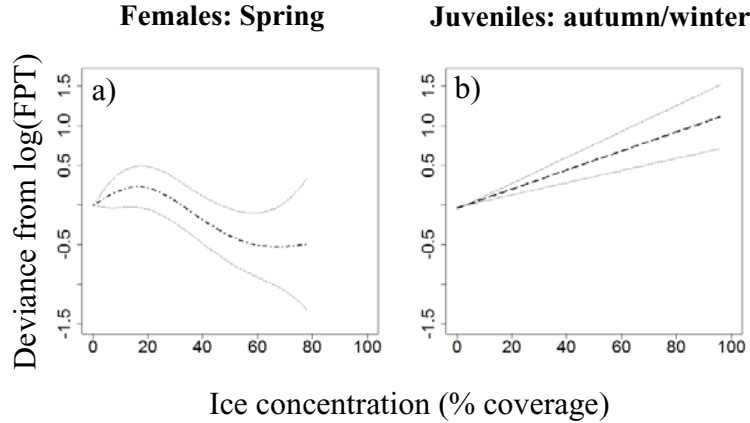 Females: Spring
Juveniles: autumn/winter
Deviance from log(FPT)
a)
1.5
1.0
0.5
-0.5
-1.5
0 20 40 60 80 100
b)
1.5
1.0
0.5
-0.5
-1.5
0 20 40 60 80 100
Ice concentration (% coverage)